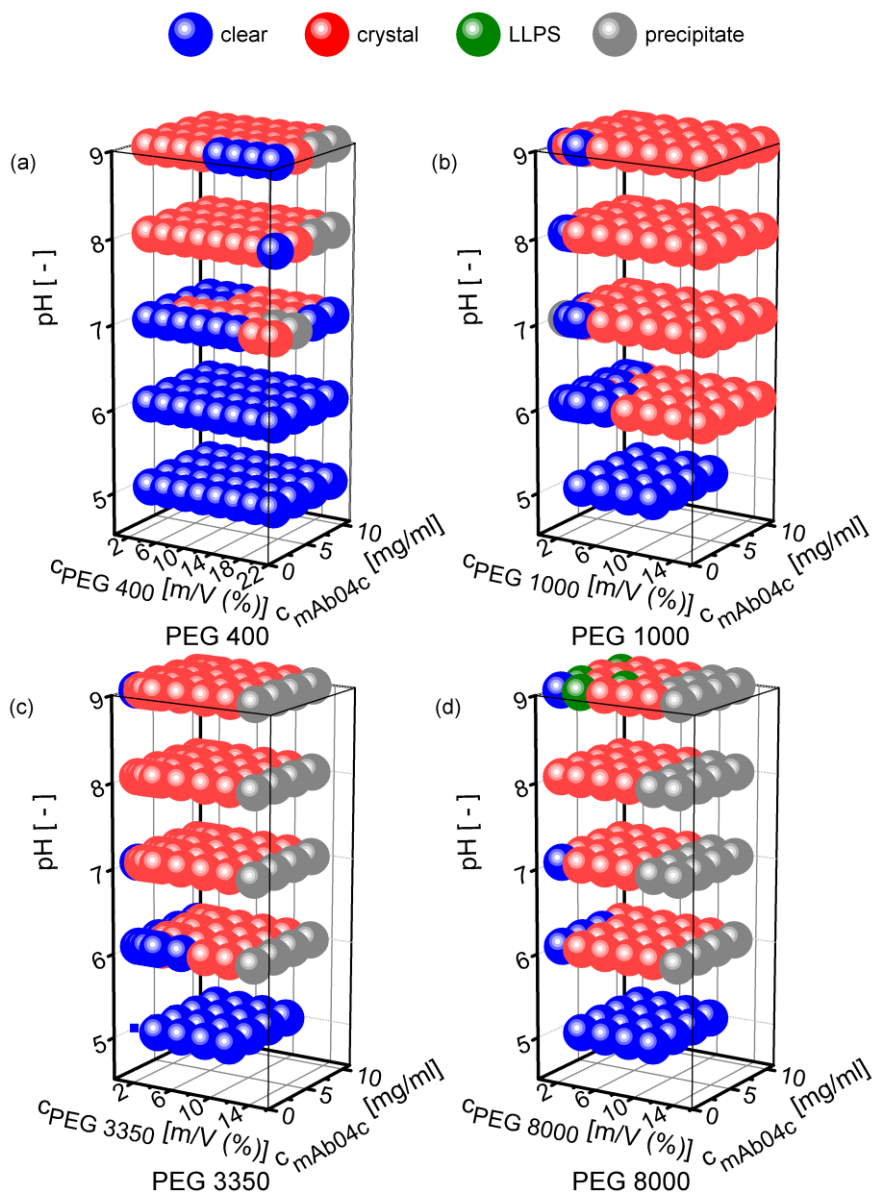 clear crystal LLPS precipitate
(a)
9
8
7
6
5
pH [ - ]
2 6 10 14 18 22
0 5 10
cPEG 400 [m/V (%)]
cmAb04c [mg/ml]
PEG 400
(b)
9
8
7
6
5
pH [ - ]
2 6 10 14
0 5 10
cPEG 1000 [m/V (%)]
cmAb04c [mg/ml]
PEG 1000
(c)
9
8
7
6
5
pH [ - ]
2 6 10 14
0 5 10
cPEG 3350 [m/V (%)]
cmAb04c [mg/ml]
PEG 3350
(d)
9
8
7
6
5
pH [ - ]
2 6 10 14
0 5 10
cPEG 8000 [m/V (%)]
cmAb04c [mg/ml]
PEG 8000